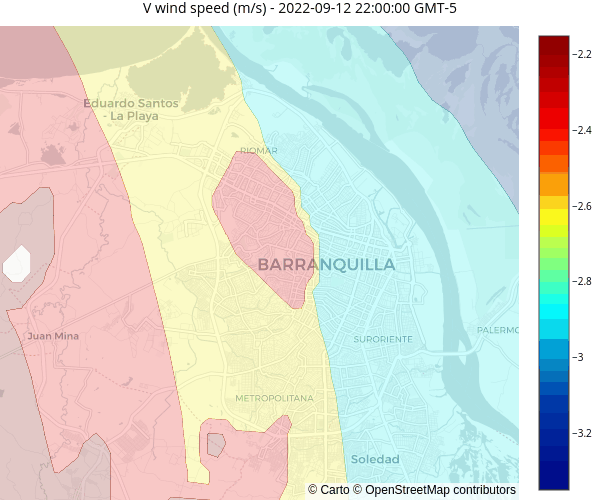 V wind speed (m/s) - 2022-09-12 22:00:00 GMT-5
−2.2
Eduardo Santos
- La Playa
−2.4
RIOMAR
−2.6
BARRANQUILLA
−2.8
Juan Mina
SURORIENTE
PALERMO
−3
METROPOLITANA
−3.2
Soledad
© Carto © OpenStreetMap contributors